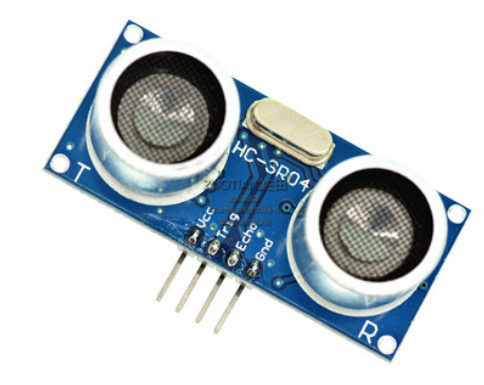 HC-SR04
T
Vcc
Trig
Echo
Gnd
R